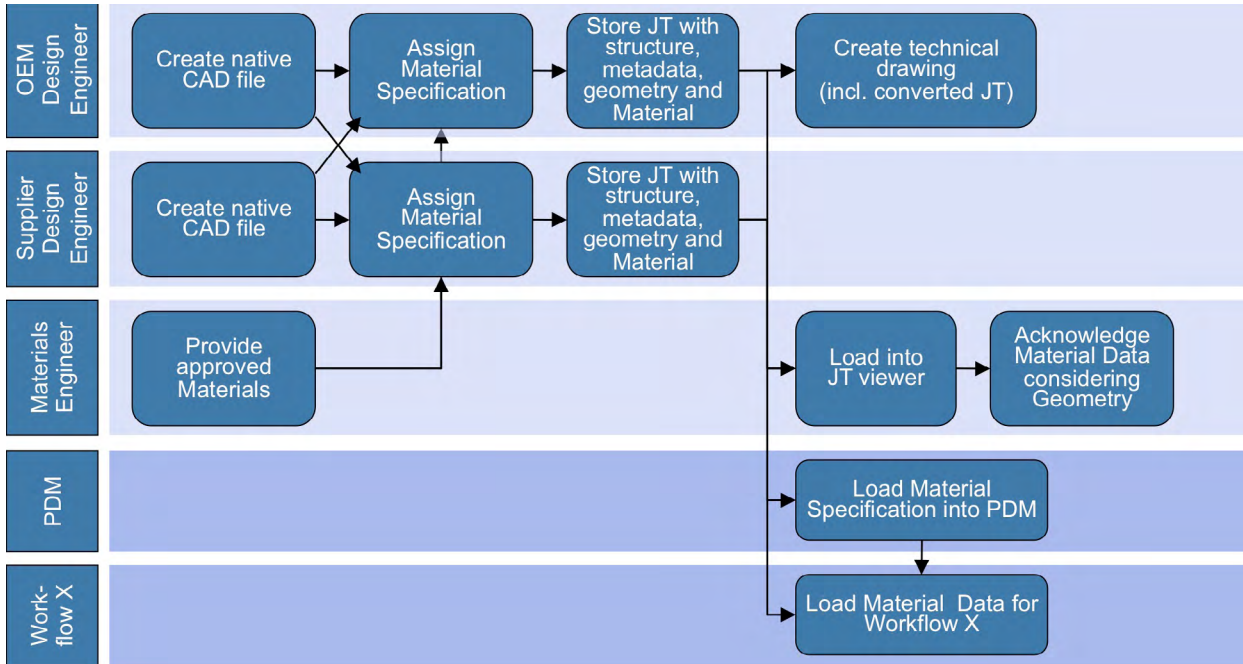 OEM
Design
Engineer
Create native
CAD file
Assign
Material
Specification
Store JT with
structure,
metadata,
geometry and
Material
Create technical
drawing
(incl. converted JT)
Supplier
Design
Engineer
Create native
CAD file
Assign
Material
Specification
Store JT with
structure,
metadata,
geometry and
Material
Materials
Engineer
Provide
approved
Materials
Load into
JT viewer
Acknowledge
Material Data
considering
Geometry
PDM
Load Material
Specification into PDM
Work-
flow X
Load Material Data for
Workflow X